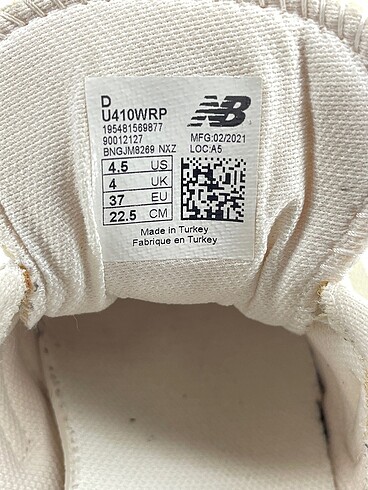 D
U410WRP
195481569877
90012127
BNGJM8269 NXZ
NB
MFG:02/2021
LOC:A5
4.5 US
4 UK
37 EU
22.5 CM
Made in Turkey
Fabrique en Turkey